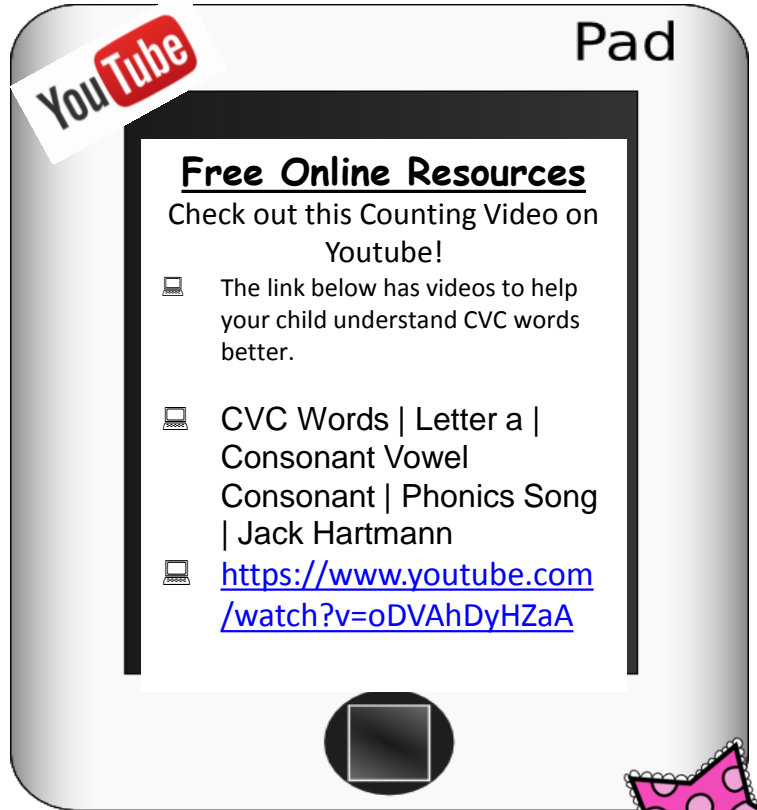 Pad
YouTube
Free Online Resources
Check out this Counting Video on
Youtube!
The link below has videos to help
your child understand CVC words
better.
CVC Words | Letter a |
Consonant Vowel
Consonant | Phonics Song
| Jack Hartmann
https://www.youtube.com
/watch?v=oDVAhDyHZaA